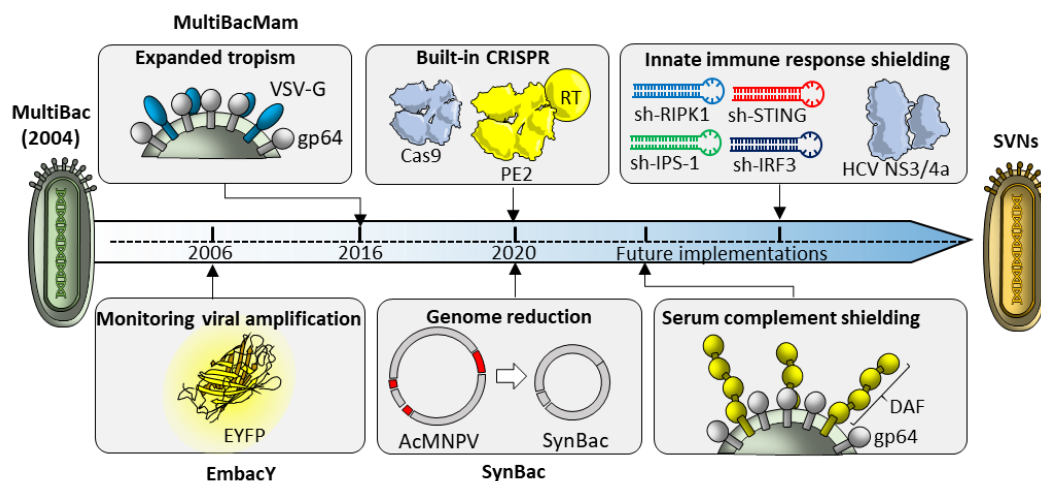 MultiBacMam
Expanded tropism
VSV-G
gp64
Built-in CRISPR
RT
Cas9
PE2
Innate immune response shielding
sh-RIPK1
sh-STING
sh-IPS-1
sh-IRF3
HCV NS3/4a
MultiBac
(2004)
SVNs
2006
2016
2020
Future implementations
Monitoring viral amplification
EYFP
EmbacY
Genome reduction
AcMNPV
SynBac
SynBac
Serum complement shielding
DAF
gp64